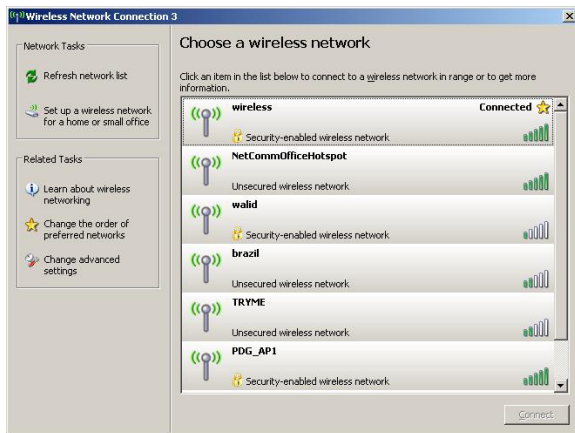 Wireless Network Connection 3
Network Tasks
Refresh network list
Set up a wireless network
for a home or small office
Related Tasks
Learn about wireless
networking
Change the order of
preferred networks
Change advanced
settings
Choose a wireless network
Click an item in the list below to connect to a wireless network in range or to get more
information.
wireless Connected
Security-enabled wireless network
NetCommOfficeHotspot
Unsecured wireless network
walid
Security-enabled wireless network
brazil
Unsecured wireless network
TRYME
Unsecured wireless network
PDG_AP1
Security-enabled wireless network
Connect